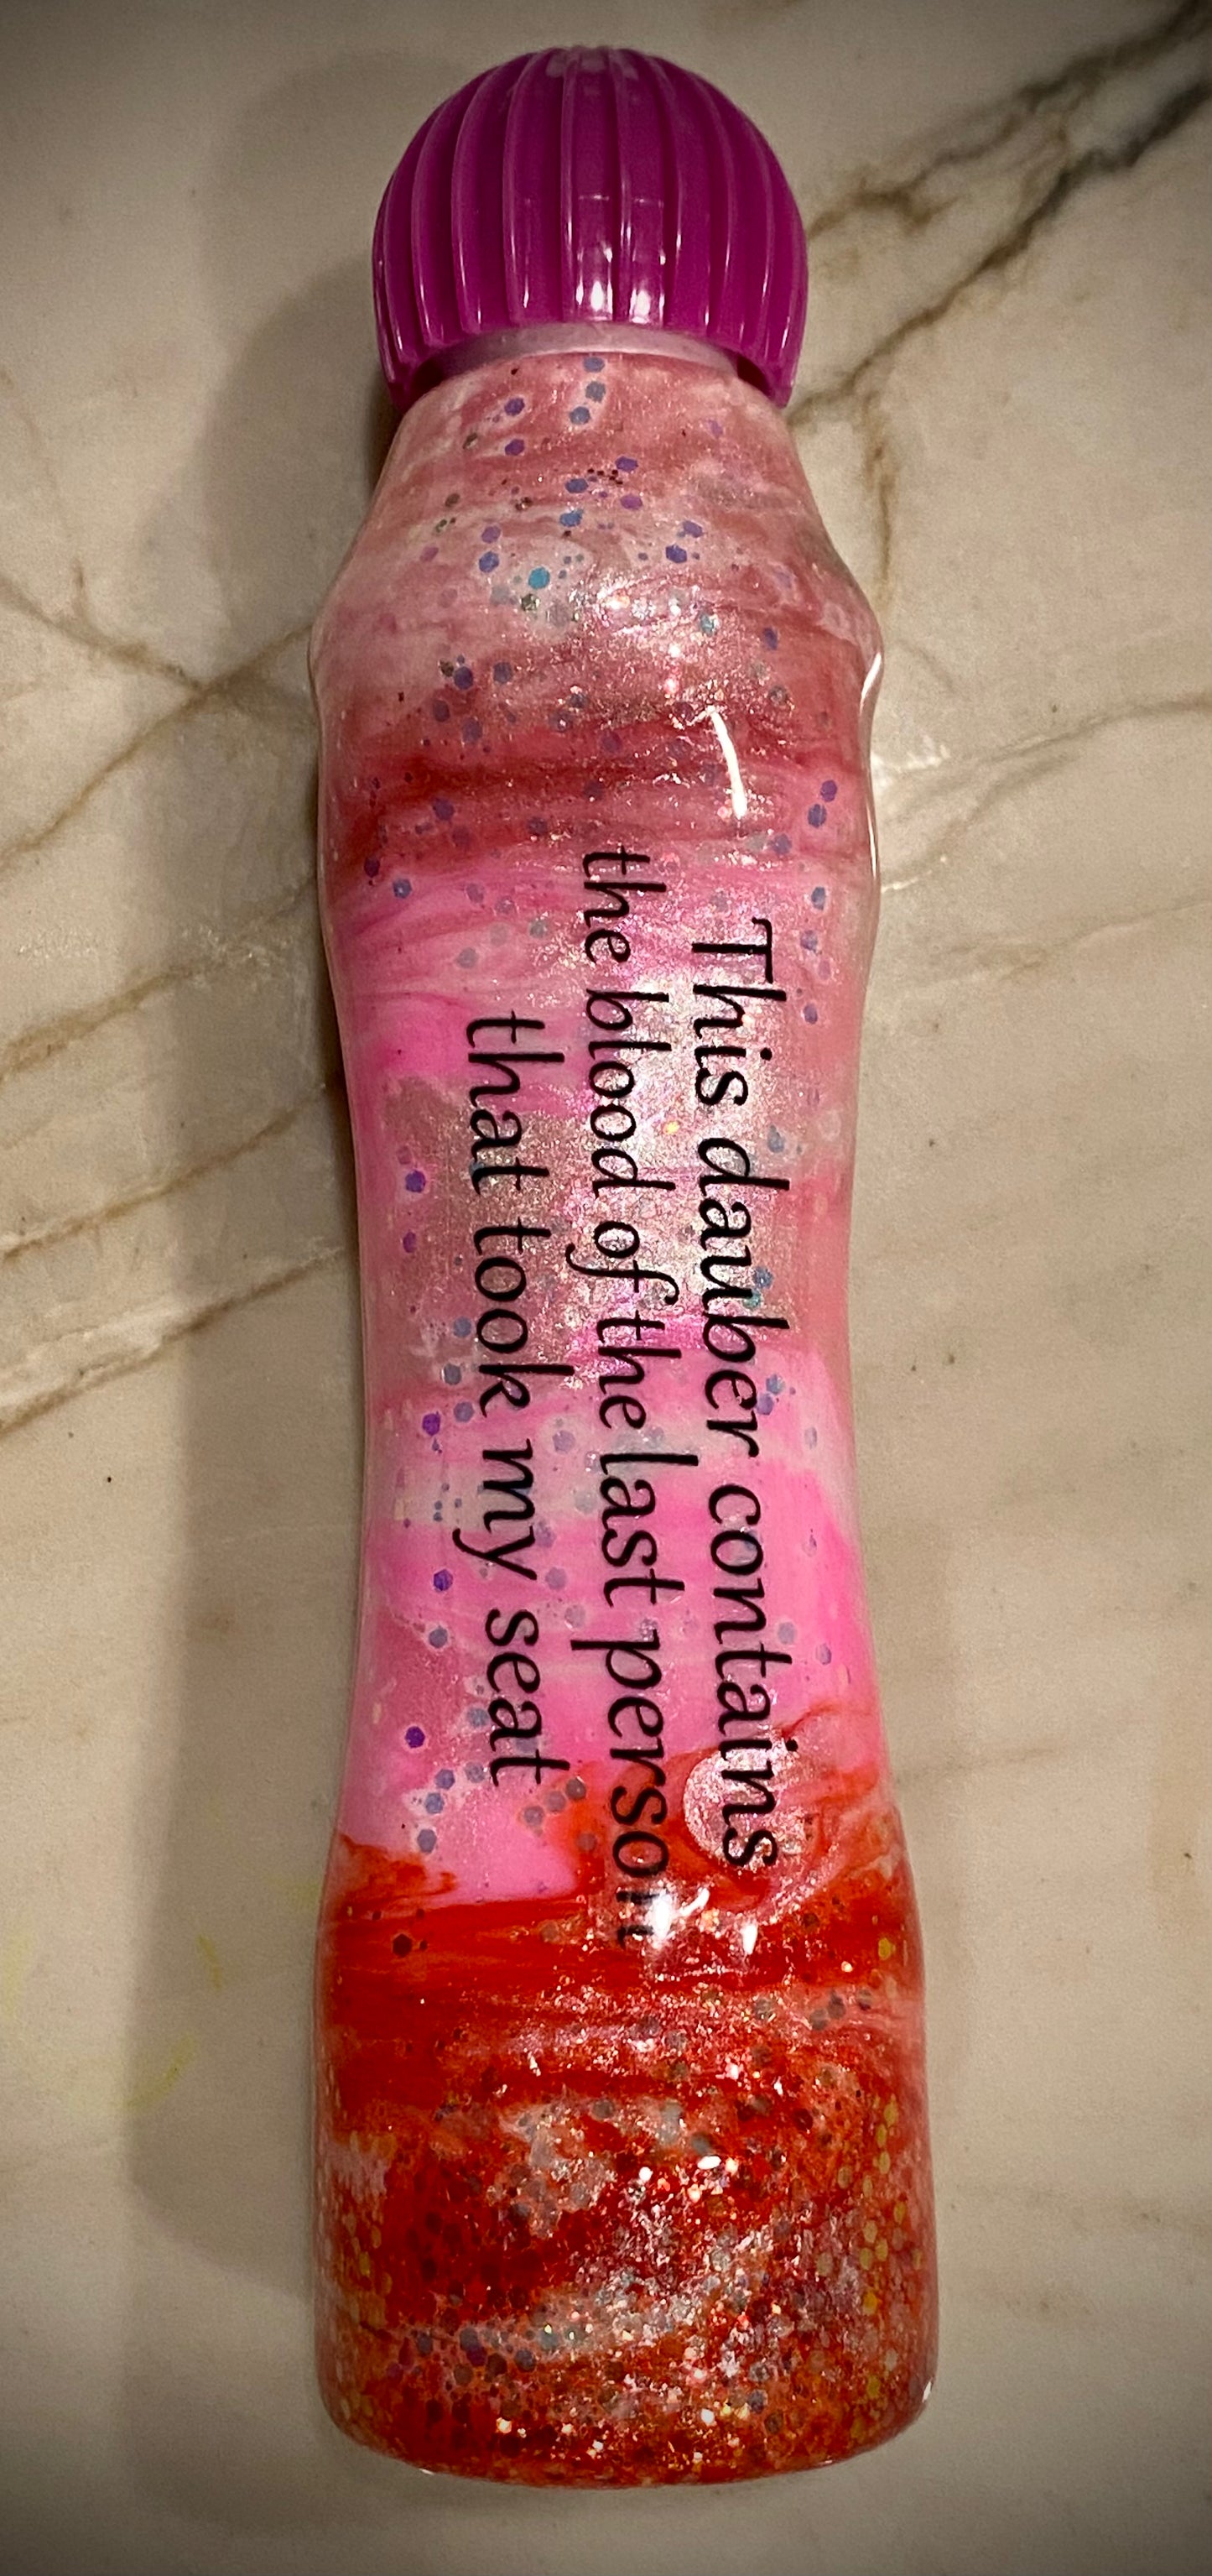 This dauber contains
the blood of the last person
that took my seat